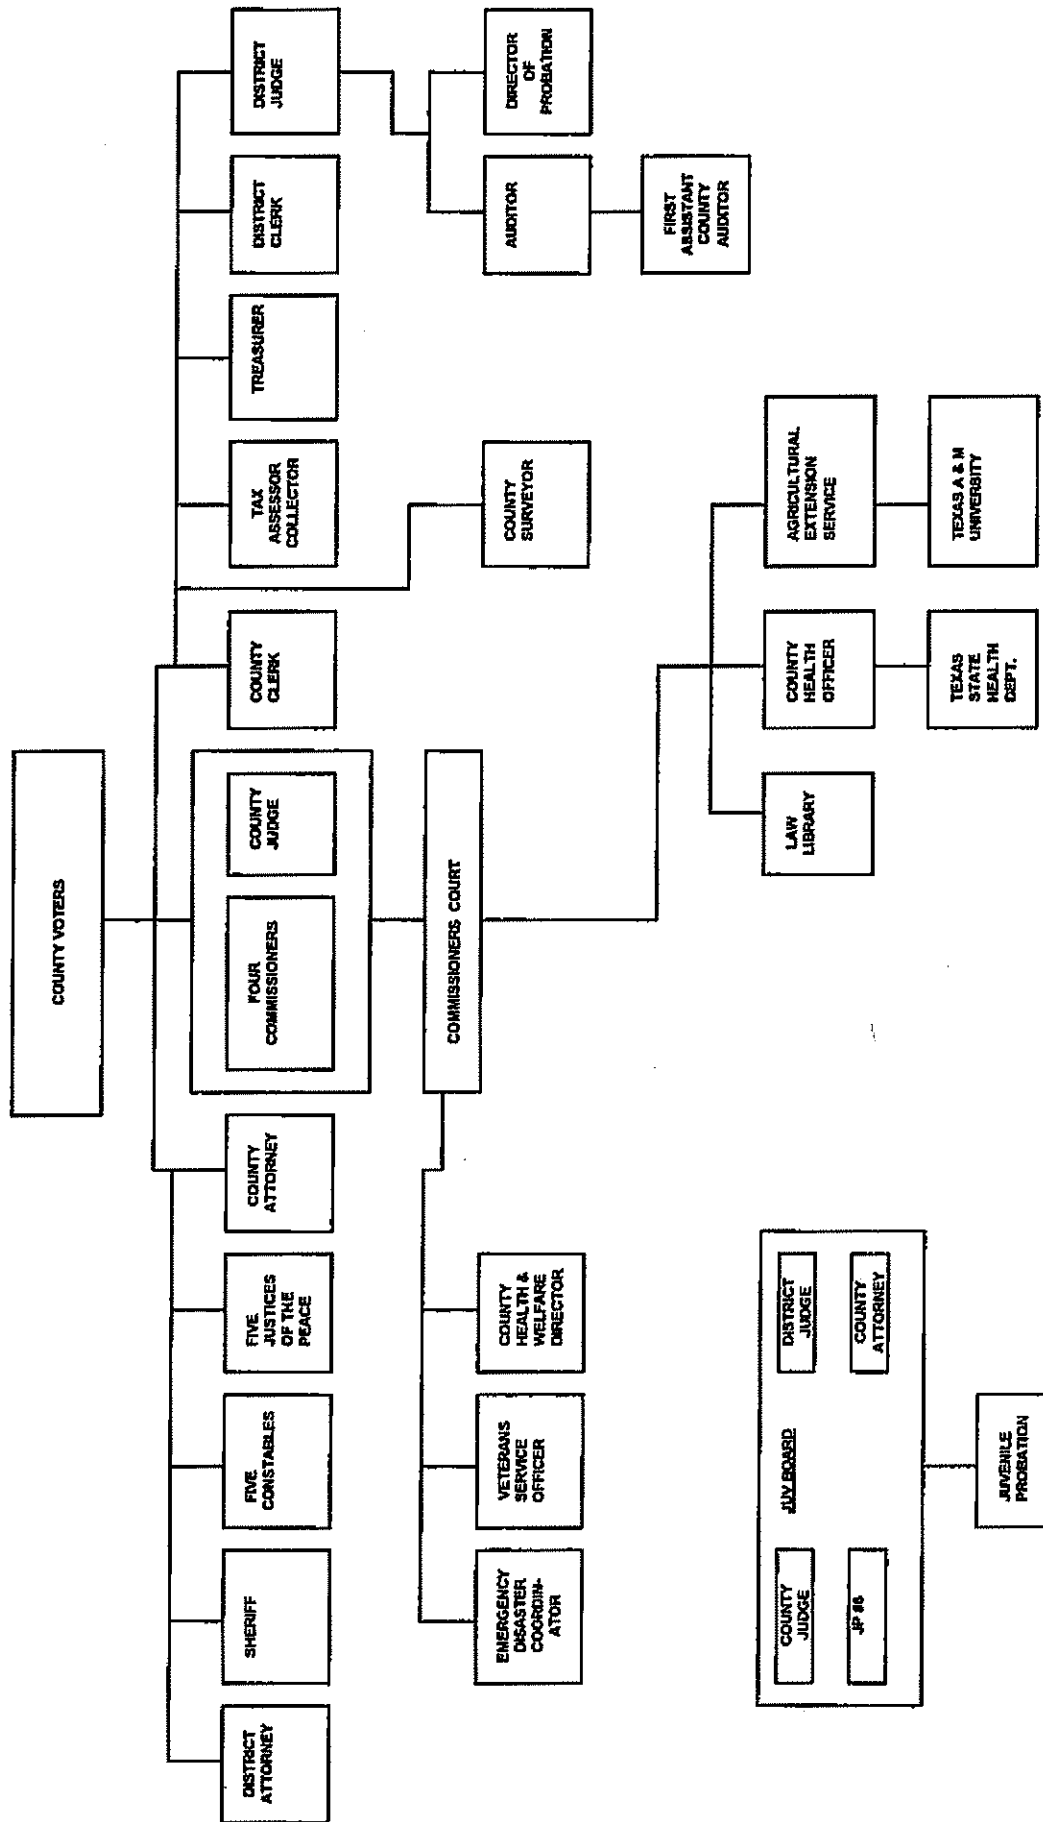 COUNTY VOTERS
DISTRICT
ATTORNEY
SHERIFF
FIVE
CONSTABLES
FIVE
JUSTICES
OF THE
PEACE
COUNTY
ATTORNEY
FOUR
COMMISSIONERS
COUNTY
JUDGE
COUNTY
CLERK
TAX
ASSESSOR
COLLECTOR
TREASURER
DISTRICT
CLERK
DISTRICT
JUDGE
COMMISSIONERS COURT
EMERGENCY
DISASTER
COORDIN-
ATOR
VETERANS
SERVICE
OFFICER
COUNTY
HEALTH &
WELFARE
DIRECTOR
COUNTY
SURVEYOR
AUDITOR
DIRECTOR
OF
PROBATION
FIRST
ASSISTANT
COUNTY
AUDITOR
LAW
LIBRARY
COUNTY
HEALTH
OFFICER
AGRICULTURAL
EXTENSION
SERVICE
TEXAS
STATE
HEALTH
DEPT.
TEXAS A & M
UNIVERSITY
COUNTY
JUDGE
JUV BOARD
DISTRICT
JUDGE
JP #6
COUNTY
ATTORNEY
JUVENILE
PROBATION